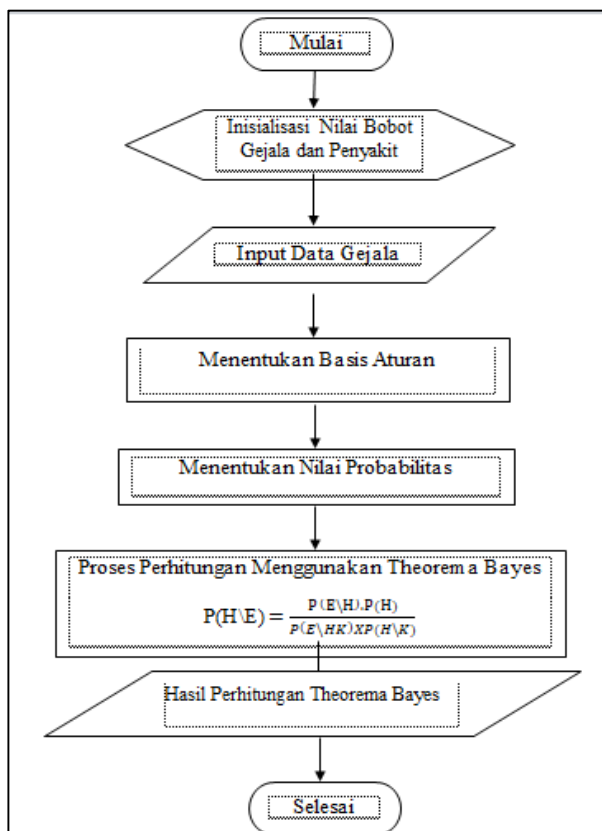 Mulai
Inisialisasi Nilai Bobot
Gejala dan Penyakit
Input Data Gejala
Menentukan Basis Aturan
Menentukan Nilai Probabilitas
Proses Perhitungan Menggunakan Theorema Bayes
P(H\E) = P(E\H).P(H) / P(E\HK)XP(H\K)
Hasil Perhitungan Theorema Bayes
Selesai